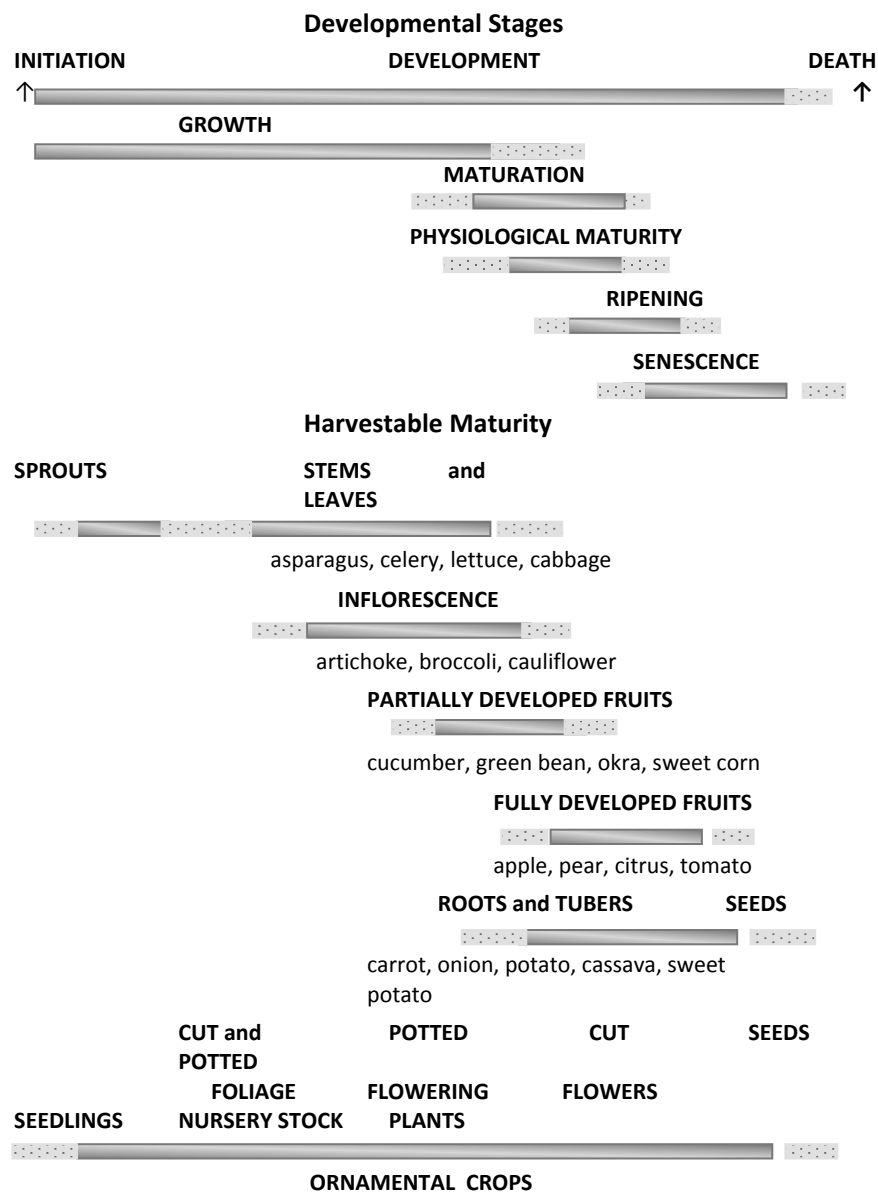 Developmental Stages
INITIATION DEVELOPMENT DEATH
GROWTH
MATURATION
PHYSIOLOGICAL MATURITY
RIPENING
SENESCENCE
Harvestable Maturity
SPROUTS STEMS and
LEAVES
asparagus, celery, lettuce, cabbage
INFLORESCENCE
artichoke, broccoli, cauliflower
PARTIALLY DEVELOPED FRUITS
cucumber, green bean, okra, sweet corn
FULLY DEVELOPED FRUITS
apple, pear, citrus, tomato
ROOTS and TUBERS SEEDS
carrot, onion, potato, cassava, sweet
potato
CUT and POTTED CUT SEEDS
POTTED
FOLIAGE FLOWERING FLOWERS
SEEDLINGS NURSERY STOCK PLANTS
ORNAMENTAL CROPS